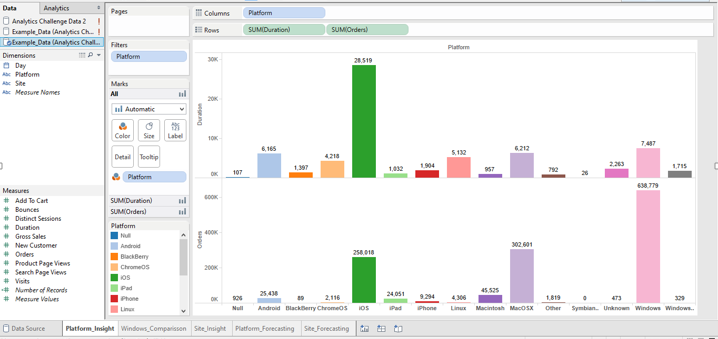 Data
Analytics
Analytics Challenge Data 2
Example_Data (Analytics Ch...
Example_Data (Analytics Chall...
Dimensions
Day
Abc Platform
Abc Site
Abc Measure Names
Measures
# Add To Cart
# Bounces
# Distinct Sessions
# Duration
# Gross Sales
# New Customer
# Orders
# Product Page Views
# Search Page Views
# Visits
# Number of Records
# Measure Values
Pages
Filters
Platform
Marks
All
Automatic
Color
Size
Label
Detail
Tooltip
Platform
SUM(Duration)
SUM(Orders)
Platform
Null
Android
BlackBerry
ChromeOS
iOS
iPad
iPhone
Linux
Columns
Platform
Rows
SUM(Duration)
SUM(Orders)
Platform
Duration
30K
20K
10K
0K
107
6,165
1,397
4,218
28,519
1,032
1,904
5,132
957
6,212
792
26
2,263
7,487
1,715
Orders
600K
400K
200K
0K
926
25,438
89
2,116
258,018
24,051
9,294
4,306
45,525
302,601
1,819
0
473
638,779
329
Null
Android
BlackBerry
ChromeOS
iOS
iPad
iPhone
Linux
Macintosh
MacOSX
Other
Symbian..
Unknown
Windows
Windows..
Data Source
Platform_Insight
Windows_Comparisson
Site_Insight
Platform_Forecasting
Site_Forecasting